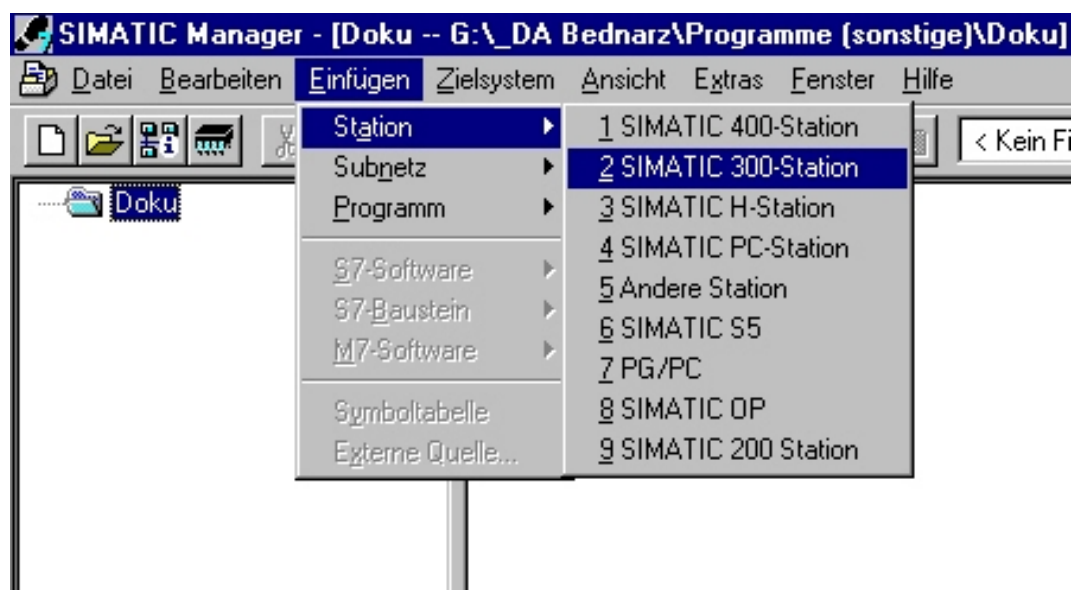 SIMATIC Manager - [Doku -- G:\_DA Bednarz\Programme (sonstige)\Doku]
Datei Bearbeiten Einfügen Zielsystem Ansicht Extras Fenster Hilfe
< Kein Fi
Doku
Station
Subnetz
Programm
S7-Software
S7-Baustein
M7-Software
Symboltabelle
Externe Quelle...
1 SIMATIC 400-Station
2 SIMATIC 300-Station
3 SIMATIC H-Station
4 SIMATIC PC-Station
5 Andere Station
6 SIMATIC S5
7 PG/PC
8 SIMATIC OP
9 SIMATIC 200 Station